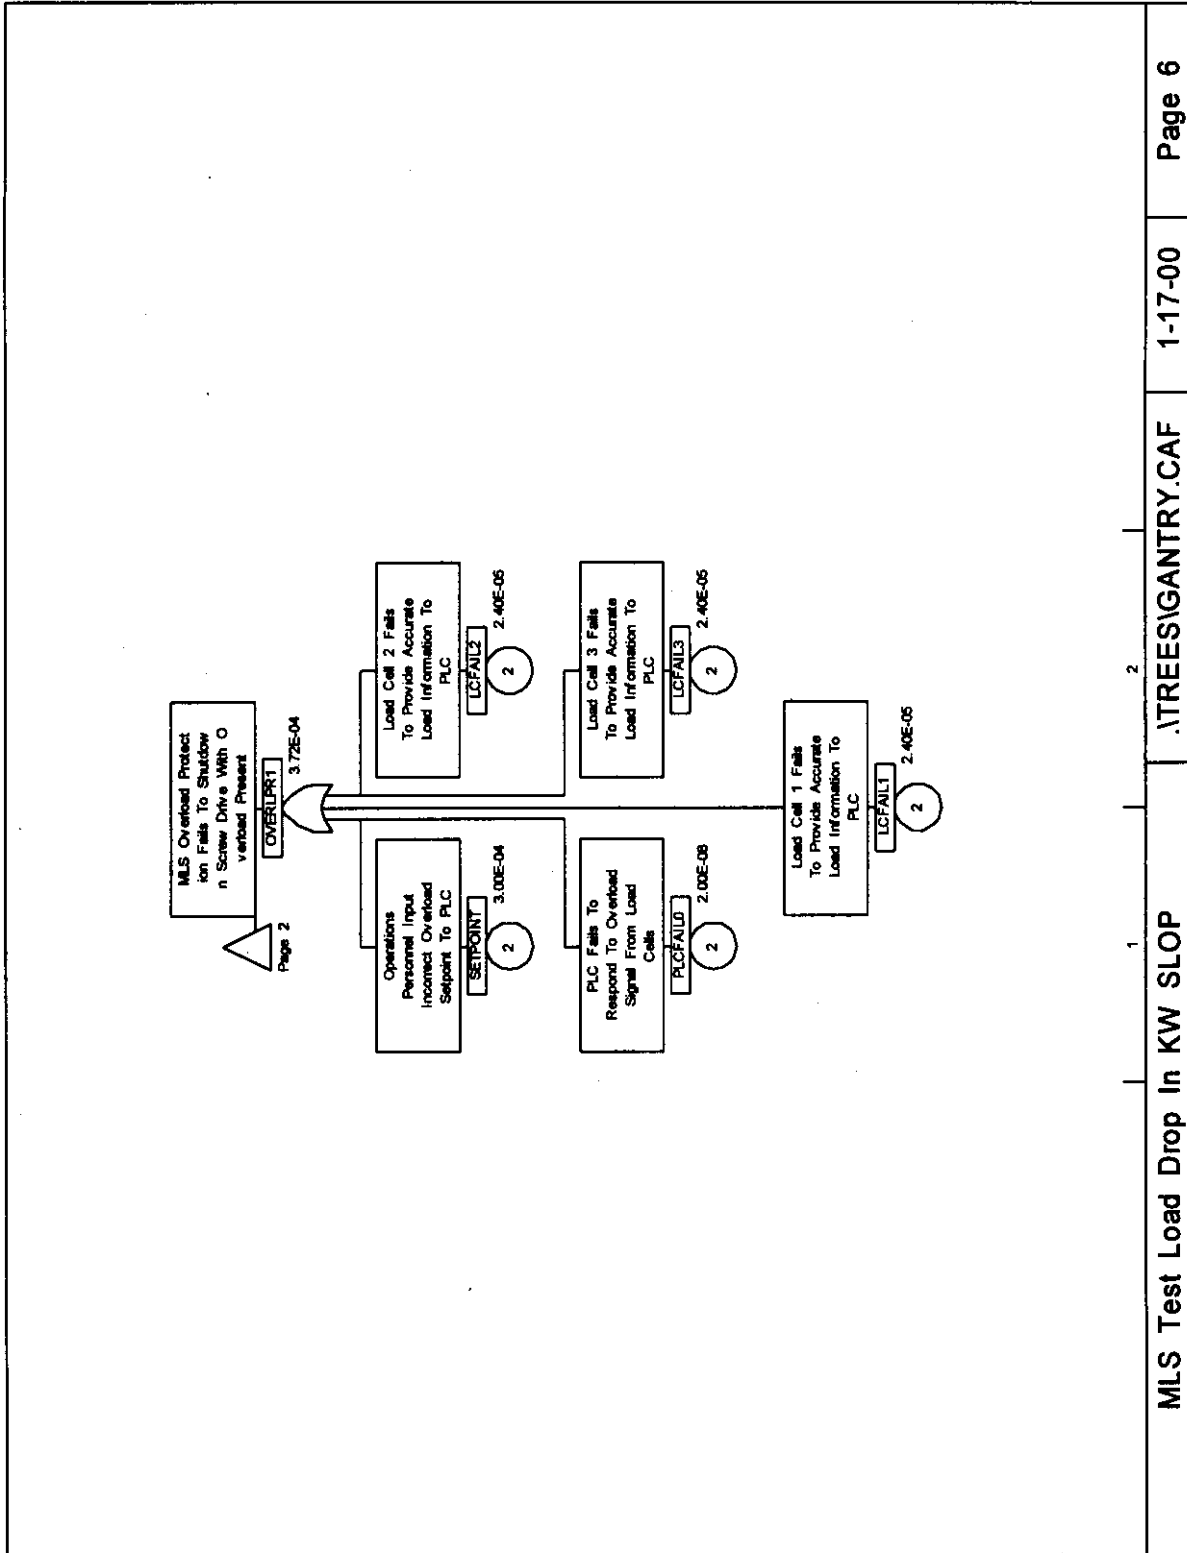 MLS Overload Protect
ion Fails To Shutdow
n Screw Drive With O
verload Present
OVERLPR1
3.72E-04
Page 2
Operations
Personnel Input
Incorrect Overload
Setpoint To PLC
SETPOINT
3.00E-04
2
Load Cell 2 Fails
To Provide Accurate
Load Information To
PLC
LCFAIL2
2.40E-05
2
PLC Fails To
Respond To Overload
Signal From Load
Cells
PLCFAIL0
2.00E-08
2
Load Cell 3 Fails
To Provide Accurate
Load Information To
PLC
LCFAIL3
2.40E-05
2
Load Cell 1 Fails
To Provide Accurate
Load Information To
PLC
LCFAIL1
2.40E-05
2
1
2
MLS Test Load Drop In KW SLOP
.\TREES\GANTRY.CAF
1-17-00
Page 6